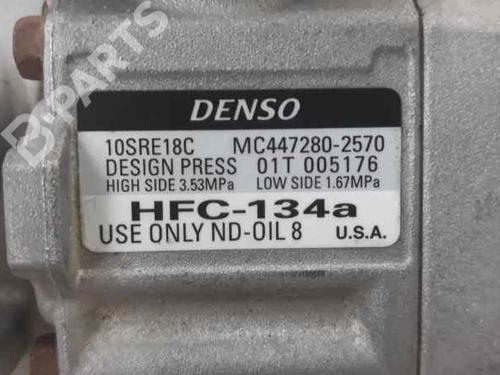 B-PARTS
DENSO
10SRE18C MC447280-2570
DESIGN PRESS 01T 005176
HIGH SIDE 3.53MPa LOW SIDE 1.67MPa
HFC-134a
USE ONLY ND-OIL 8 U.S.A.